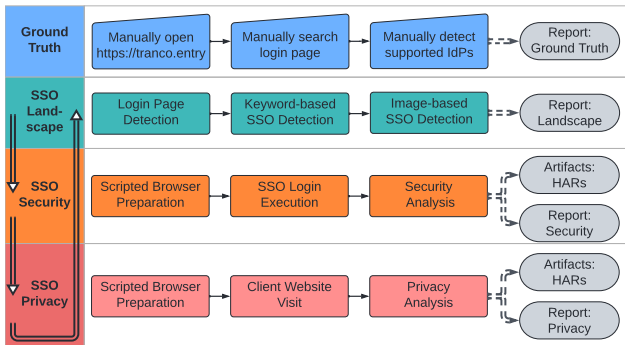 Ground
Truth
Manually open
https://tranco.entry
Manually search
login page
Manually detect
supported IdPs
Report:
Ground Truth
SSO
Land-
scape
Login Page
Detection
Keyword-based
SSO Detection
Image-based
SSO Detection
Report:
Landscape
SSO
Security
Scripted Browser
Preparation
SSO Login
Execution
Security
Analysis
Artifacts:
HARs
Report:
Security
SSO
Privacy
Scripted Browser
Preparation
Client Website
Visit
Privacy
Analysis
Artifacts:
HARs
Report:
Privacy